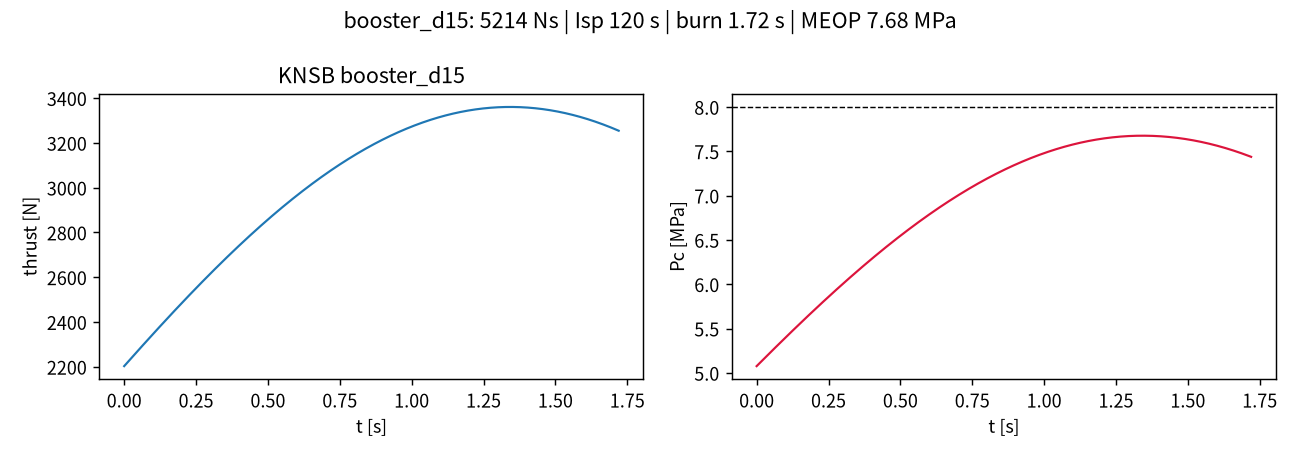 booster_d15: 5214 Ns | Isp 120 s | burn 1.72 s | MEOP 7.68 MPa
KNSB booster_d15
thrust [N]
3400
3200
3000
2800
2600
2400
2200
0.00 0.25 0.50 0.75 1.00 1.25 1.50 1.75
t [s]
Pc [MPa]
8.0
7.5
7.0
6.5
6.0
5.5
5.0
0.00 0.25 0.50 0.75 1.00 1.25 1.50 1.75
t [s]